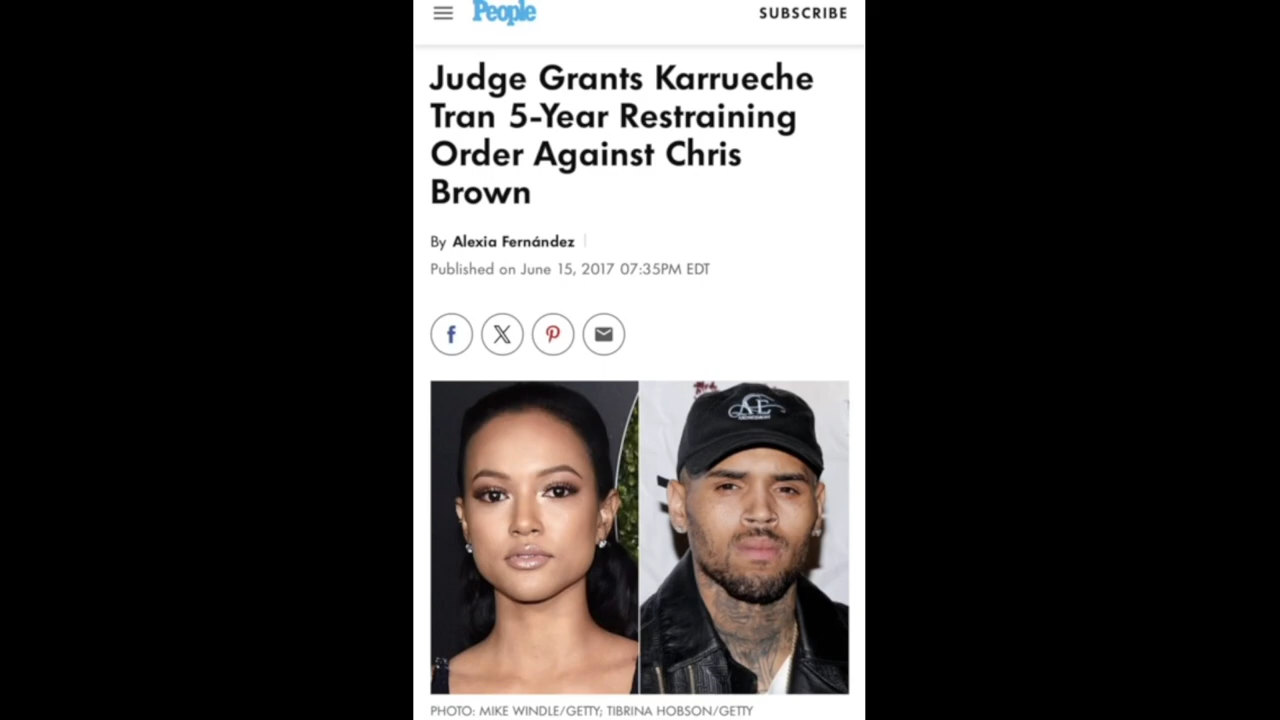 People
SUBSCRIBE
Judge Grants Karrueche
Tran 5-Year Restraining
Order Against Chris
Brown
By Alexia Fernández
Published on June 15, 2017 07:35PM EDT
PHOTO: MIKE WINDLE/GETTY; TIBRINA HOBSON/GETTY